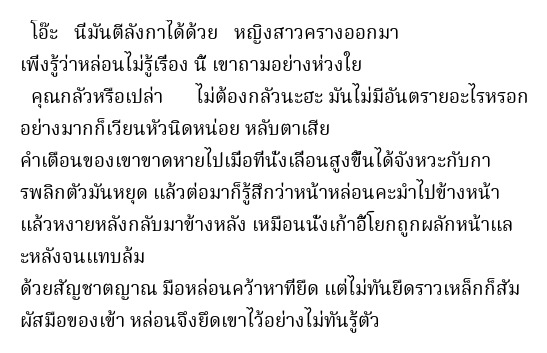 โอ๊ะ นี่มันตีลังกาได้ด้วย หญิงสาวครางออกมา
เพิ่งรู้ว่าหล่อนไม่รู้เรื่อง นี้ เขาถามอย่างห่วงใย
คุณกลัวหรือเปล่า ไม่ต้องกลัวนะฮะ มันไม่มีอันตรายอะไรหรอก
อย่างมากก็เวียนหัวนิดหน่อย หลับตาเสีย
คำเตือนของเขาขาดหายไปเมื่อที่นั่งเลื่อนสูงขึ้นได้จังหวะกับกา
รพลิกตัวมันหยุด แล้วต่อมาก็รู้สึกว่าหน้าหล่อนคะมำไปข้างหน้า
แล้วหงายหลังกลับมาข้างหลัง เหมือนนั่งเก้าอี้โยกถูกผลักหน้าแล
ะหลังจนแทบล้ม
ด้วยสัญชาตญาณ มือหล่อนคว้าหาที่ยึด แต่ไม่ทันยึดราวเหล็กก็สัม
ผัสมือของเข้า หล่อนจึงยึดเขาไว้อย่างไม่ทันรู้ตัว